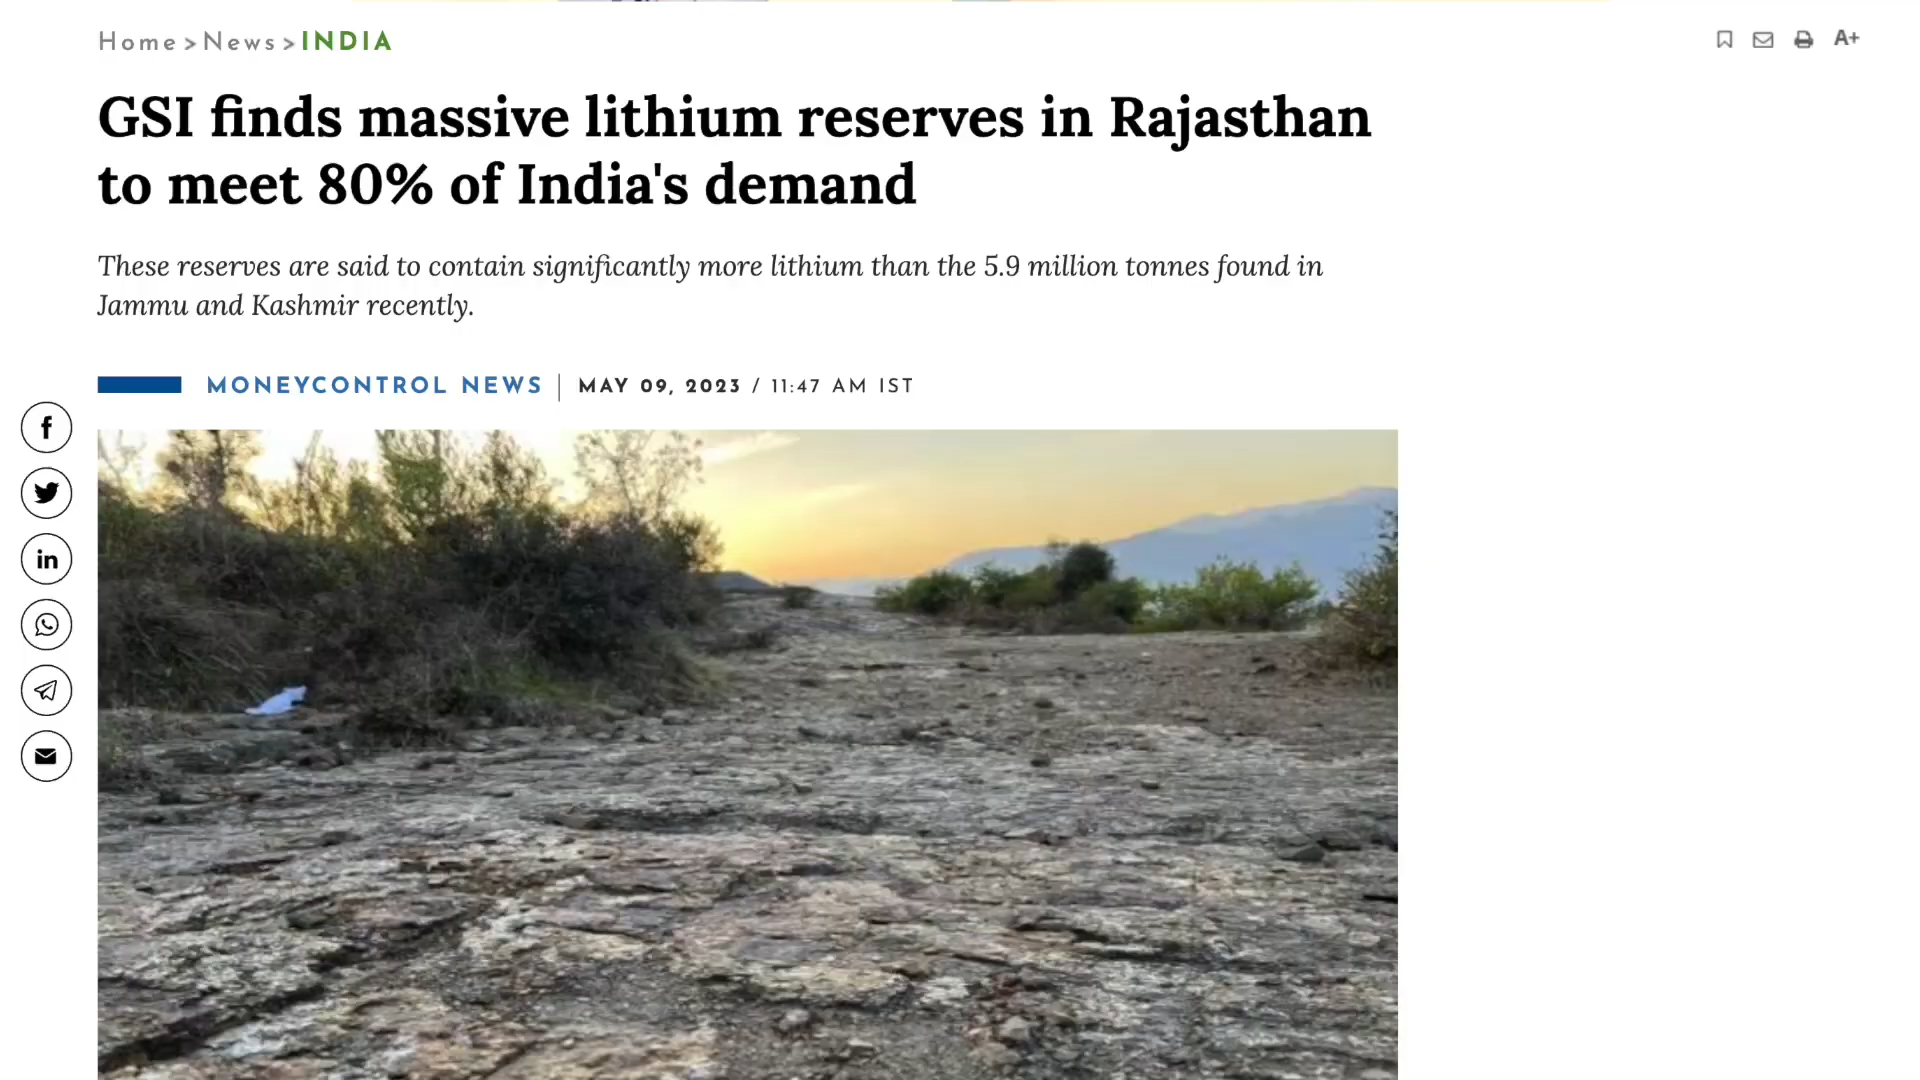 Home > News > INDIA
A+
GSI finds massive lithium reserves in Rajasthan
to meet 80% of India's demand
These reserves are said to contain significantly more lithium than the 5.9 million tonnes found in
Jammu and Kashmir recently.
MONEYCONTROL NEWS | MAY 09, 2023 / 11:47 AM IST
f
in